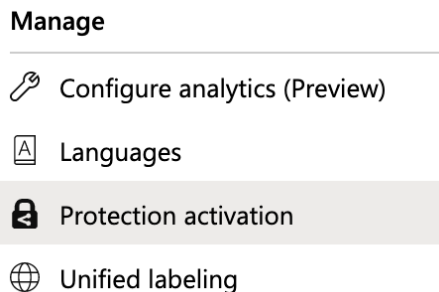 Manage
Configure analytics (Preview)
Languages
Protection activation
Unified labeling